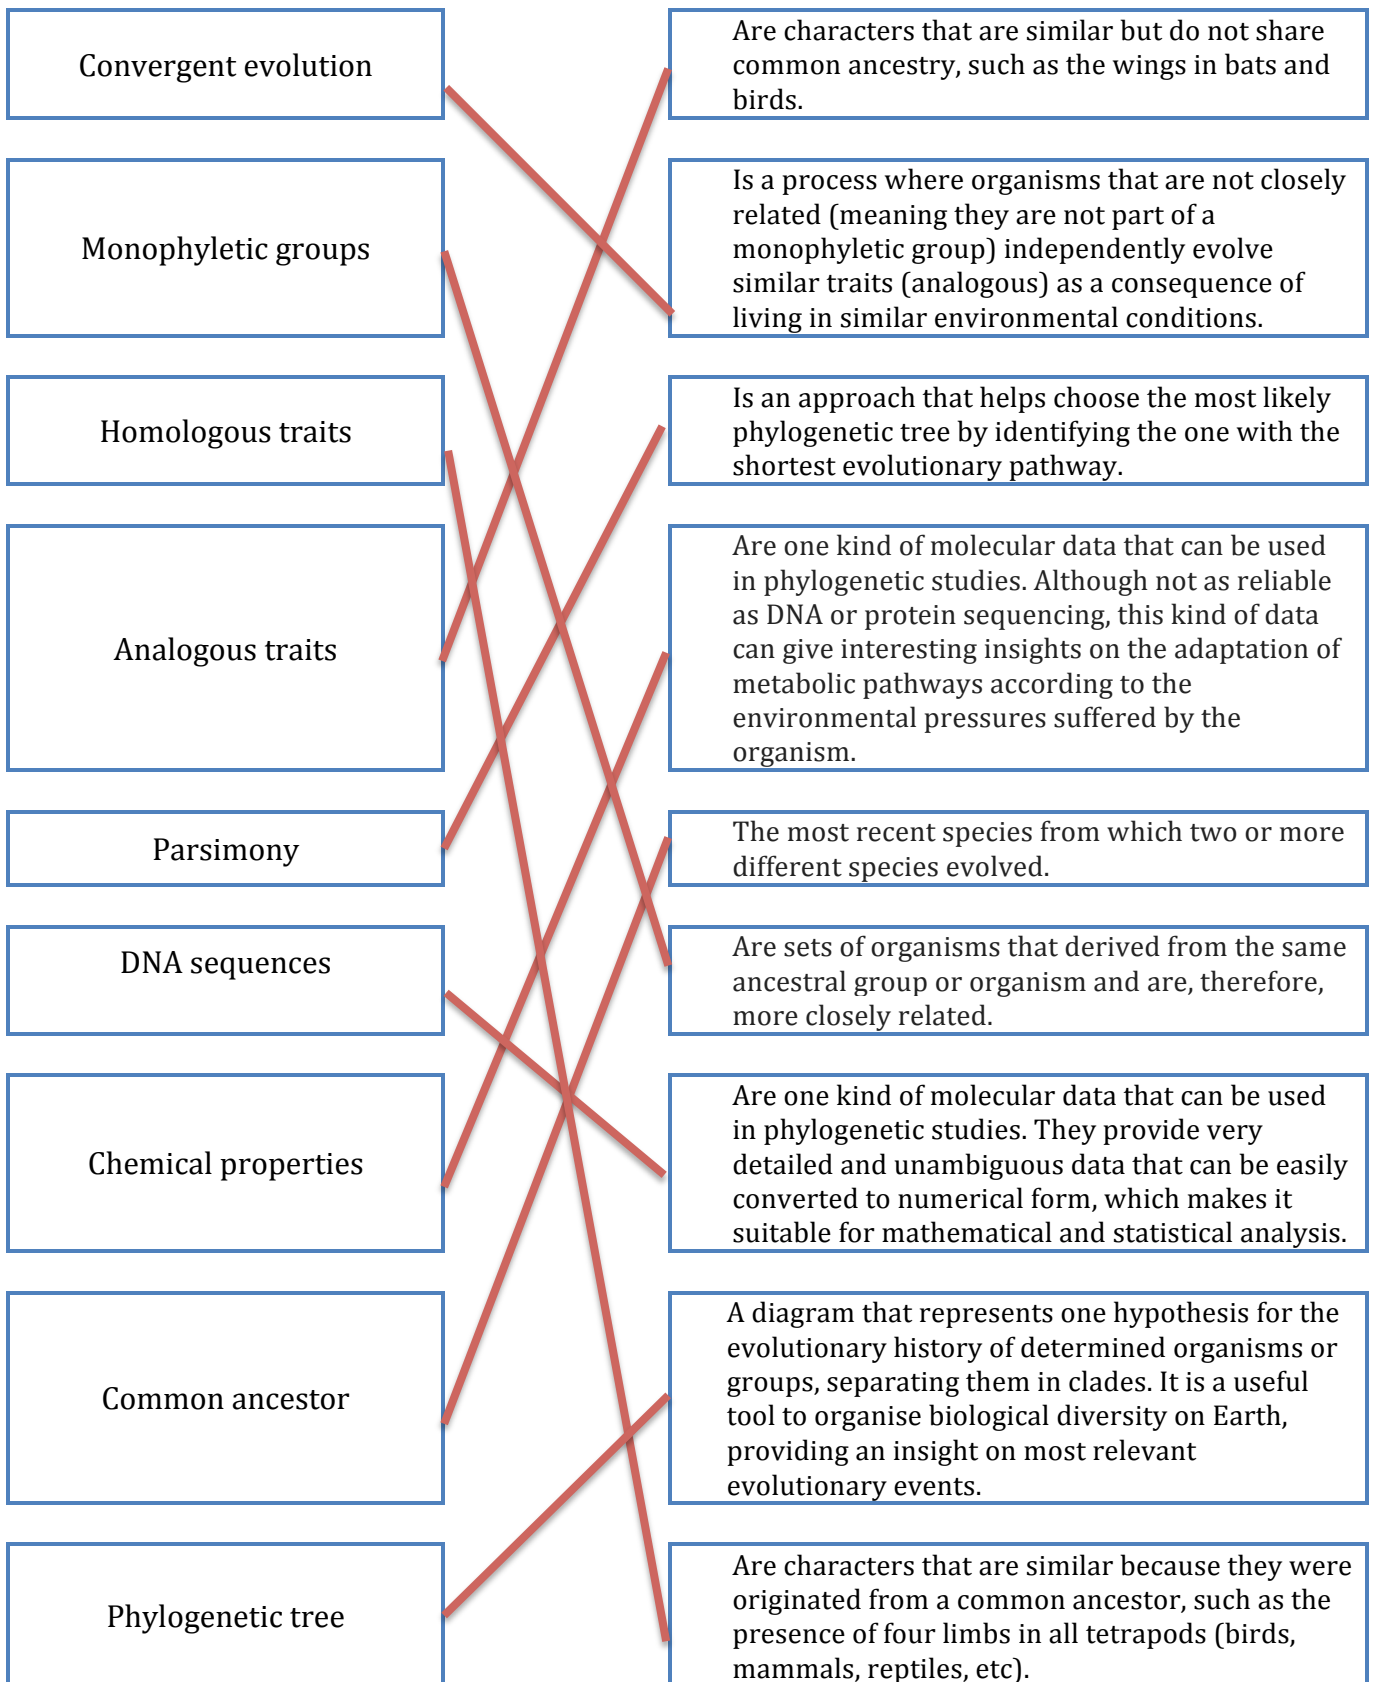 Convergent evolution
Are characters that are similar but do not share
common ancestry, such as the wings in bats and
birds.
Monophyletic groups
Is a process where organisms that are not closely
related (meaning they are not part of a
monophyletic group) independently evolve
similar traits (analogous) as a consequence of
living in similar environmental conditions.
Homologous traits
Is an approach that helps choose the most likely
phylogenetic tree by identifying the one with the
shortest evolutionary pathway.
Analogous traits
Are one kind of molecular data that can be used
in phylogenetic studies. Although not as reliable
as DNA or protein sequencing, this kind of data
can give interesting insights on the adaptation of
metabolic pathways according to the
environmental pressures suffered by the
organism.
Parsimony
The most recent species from which two or more
different species evolved.
DNA sequences
Are sets of organisms that derived from the same
ancestral group or organism and are, therefore,
more closely related.
Chemical properties
Are one kind of molecular data that can be used
in phylogenetic studies. They provide very
detailed and unambiguous data that can be easily
converted to numerical form, which makes it
suitable for mathematical and statistical analysis.
Common ancestor
A diagram that represents one hypothesis for the
evolutionary history of determined organisms or
groups, separating them in clades. It is a useful
tool to organise biological diversity on Earth,
providing an insight on most relevant
evolutionary events.
Phylogenetic tree
Are characters that are similar because they were
originated from a common ancestor, such as the
presence of four limbs in all tetrapods (birds,
mammals, reptiles, etc).